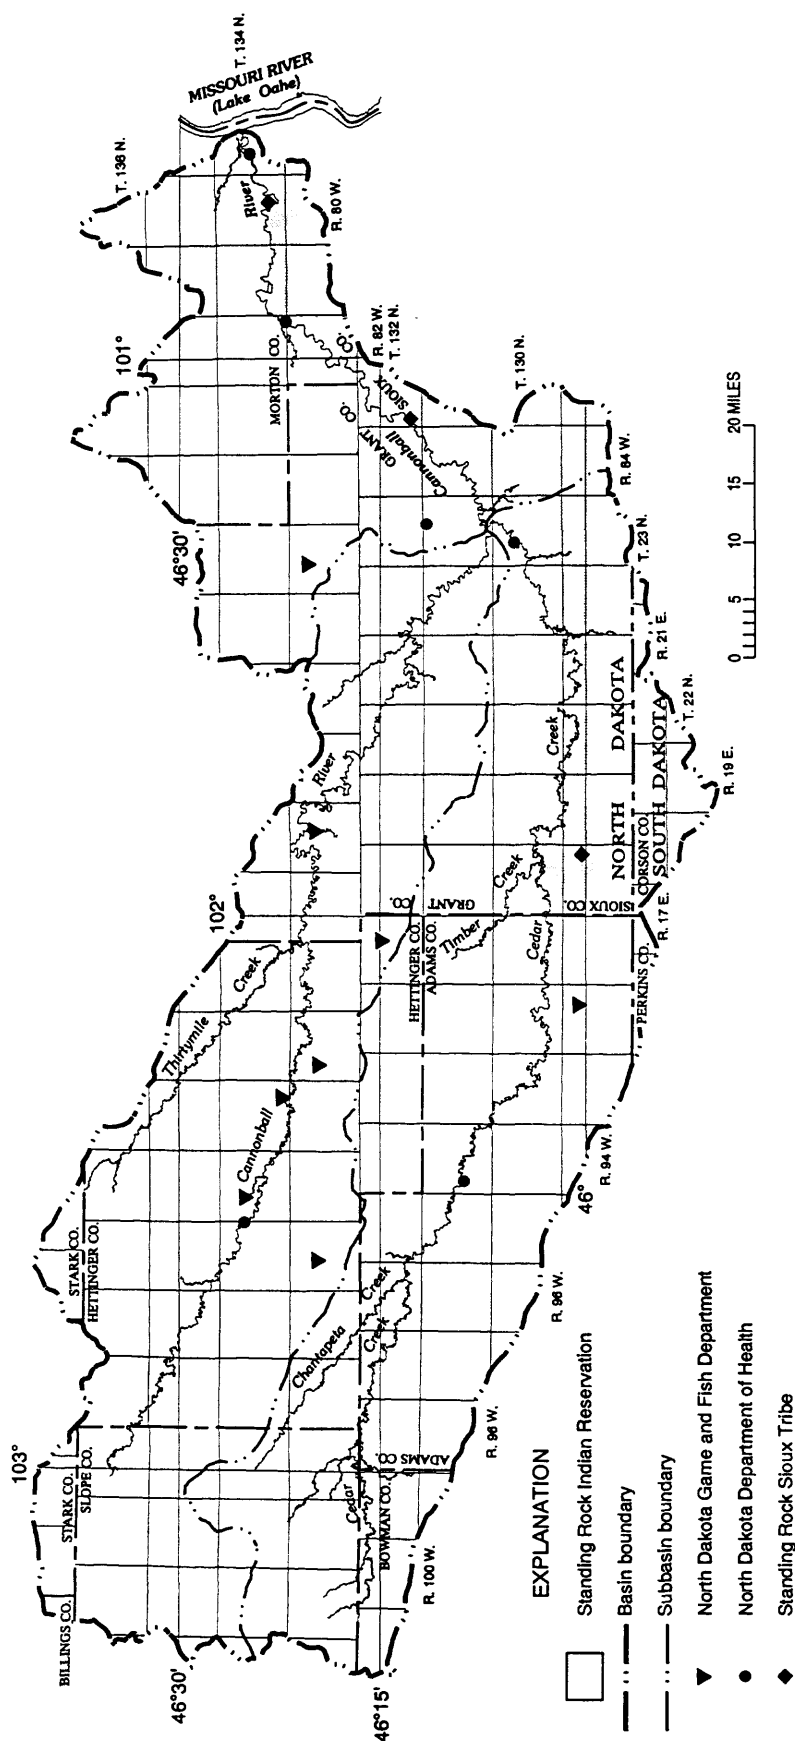 T. 134 N.
MISSOURI RIVER
(Lake Oahe)
T. 136 N.
River
R. 80 W.
101°
MORTON CO.
R. 82 W.
T. 132 N.
SIOUX CO.
GRANT CO.
Cannonball
T. 130 N.
R. 84 W.
46°30'
T. 23 N.
R. 21 E.
T. 22 N.
R. 19 E.
NORTH DAKOTA
SOUTH DAKOTA
Creek
River
CORSON CO.
SIOUX CO.
R. 17 E.
PERKINS CO.
102°
GRANT CO.
HETTINGER CO.
ADAMS CO.
Timber Creek
Cedar
Thirtymile Creek
Cannonball
R. 94 W.
46°
STARK CO.
HETTINGER CO.
Chantapeta Creek
Creek
R. 96 W.
R. 96 W.
103°
STARK CO.
SLOPE CO.
ADAMS CO.
Cedar
BOWMAN CO.
R. 100 W.
BILLINGS CO.
46°30'
46°15'
0 5 10 15 20 MILES
EXPLANATION
Standing Rock Indian Reservation
Basin boundary
Subbasin boundary
North Dakota Game and Fish Department
North Dakota Department of Health
Standing Rock Sioux Tribe